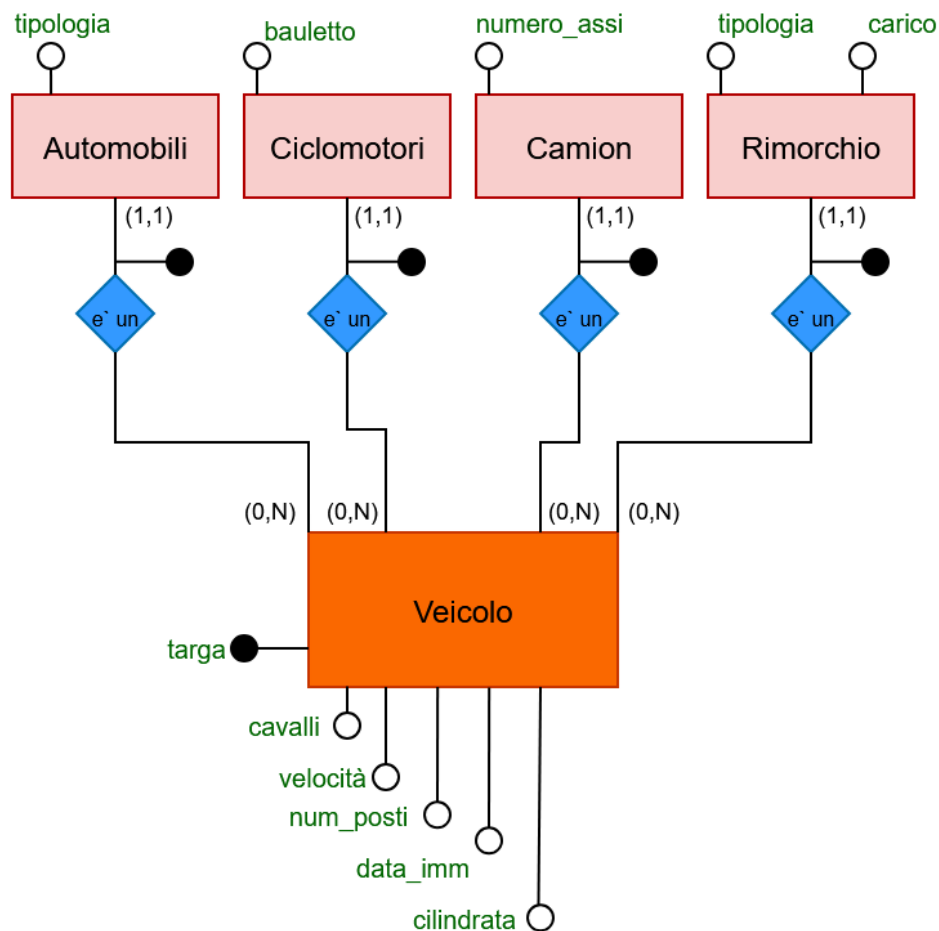 tipologia
bauletto
numero_assi
tipologia
carico
Automobili
Ciclomotori
Camion
Rimorchio
(1,1)
(1,1)
(1,1)
(1,1)
e` un
e` un
e` un
e` un
(0,N)
(0,N)
(0,N)
(0,N)
Veicolo
targa
cavalli
velocità
num_posti
data_imm
cilindrata